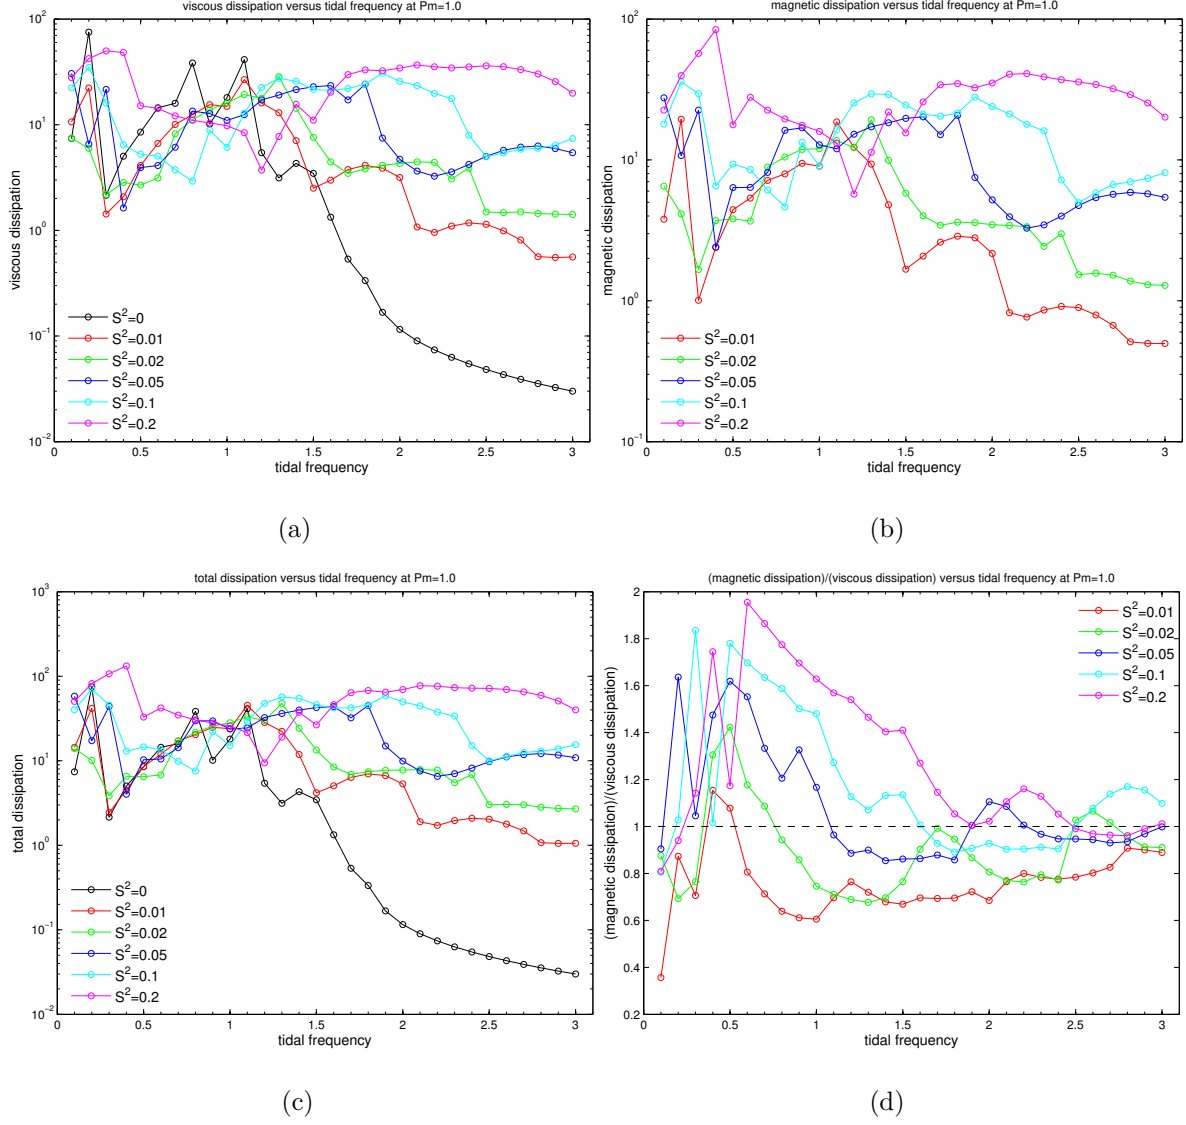 viscous dissipation versus tidal frequency at Pm=1.0
10^2
10^1
10^0
10^-1
10^-2
viscous dissipation
S^2=0
S^2=0.01
S^2=0.02
S^2=0.05
S^2=0.1
S^2=0.2
0 0.5 1 1.5 2 2.5 3
tidal frequency
(a)
magnetic dissipation versus tidal frequency at Pm=1.0
10^2
10^1
10^0
10^-1
magnetic dissipation
S^2=0.01
S^2=0.02
S^2=0.05
S^2=0.1
S^2=0.2
0 0.5 1 1.5 2 2.5 3
tidal frequency
(b)
total dissipation versus tidal frequency at Pm=1.0
10^3
10^2
10^1
10^0
10^-1
10^-2
total dissipation
S^2=0
S^2=0.01
S^2=0.02
S^2=0.05
S^2=0.1
S^2=0.2
0 0.5 1 1.5 2 2.5 3
tidal frequency
(c)
(magnetic dissipation)/(viscous dissipation) versus tidal frequency at Pm=1.0
2
1.8
1.6
1.4
1.2
1
0.8
0.6
0.4
0.2
(magnetic dissipation)/(viscous dissipation)
S^2=0.01
S^2=0.02
S^2=0.05
S^2=0.1
S^2=0.2
0 0.5 1 1.5 2 2.5 3
tidal frequency
(d)